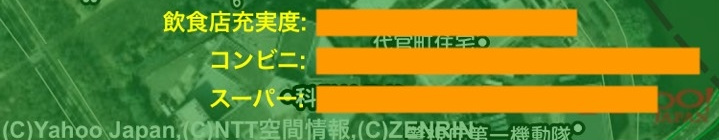 飲食店充実度:
代官町住宅
コンビニ:
スーパー:
科
(C)Yahoo Japan,(C)NTT空間情報,(C)ZENRIN
第一機動隊